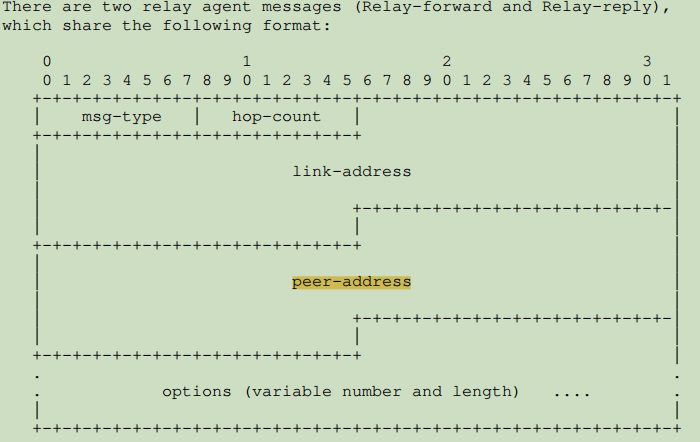 There are two relay agent messages (Relay-forward and Relay-reply),
which share the following format:
0 1 2 3
0 1 2 3 4 5 6 7 8 9 0 1 2 3 4 5 6 7 8 9 0 1 2 3 4 5 6 7 8 9 0 1
+-+-+-+-+-+-+-+-+-+-+-+-+-+-+-+-+-+-+-+-+-+-+-+-+-+-+-+-+-+-+-+-+
| msg-type | hop-count | |
+-+-+-+-+-+-+-+-+-+-+-+-+-+-+-+-+ |
| |
| link-address |
| |
| +-+-+-+-+-+-+-+-+-+-+-+-+-+-+-+-|
| | |
+-+-+-+-+-+-+-+-+-+-+-+-+-+-+-+-+ |
| |
| peer-address |
| |
| +-+-+-+-+-+-+-+-+-+-+-+-+-+-+-+-|
| | |
+-+-+-+-+-+-+-+-+-+-+-+-+-+-+-+-+ |
. .
. options (variable number and length) .... .
| |
+-+-+-+-+-+-+-+-+-+-+-+-+-+-+-+-+-+-+-+-+-+-+-+-+-+-+-+-+-+-+-+-+